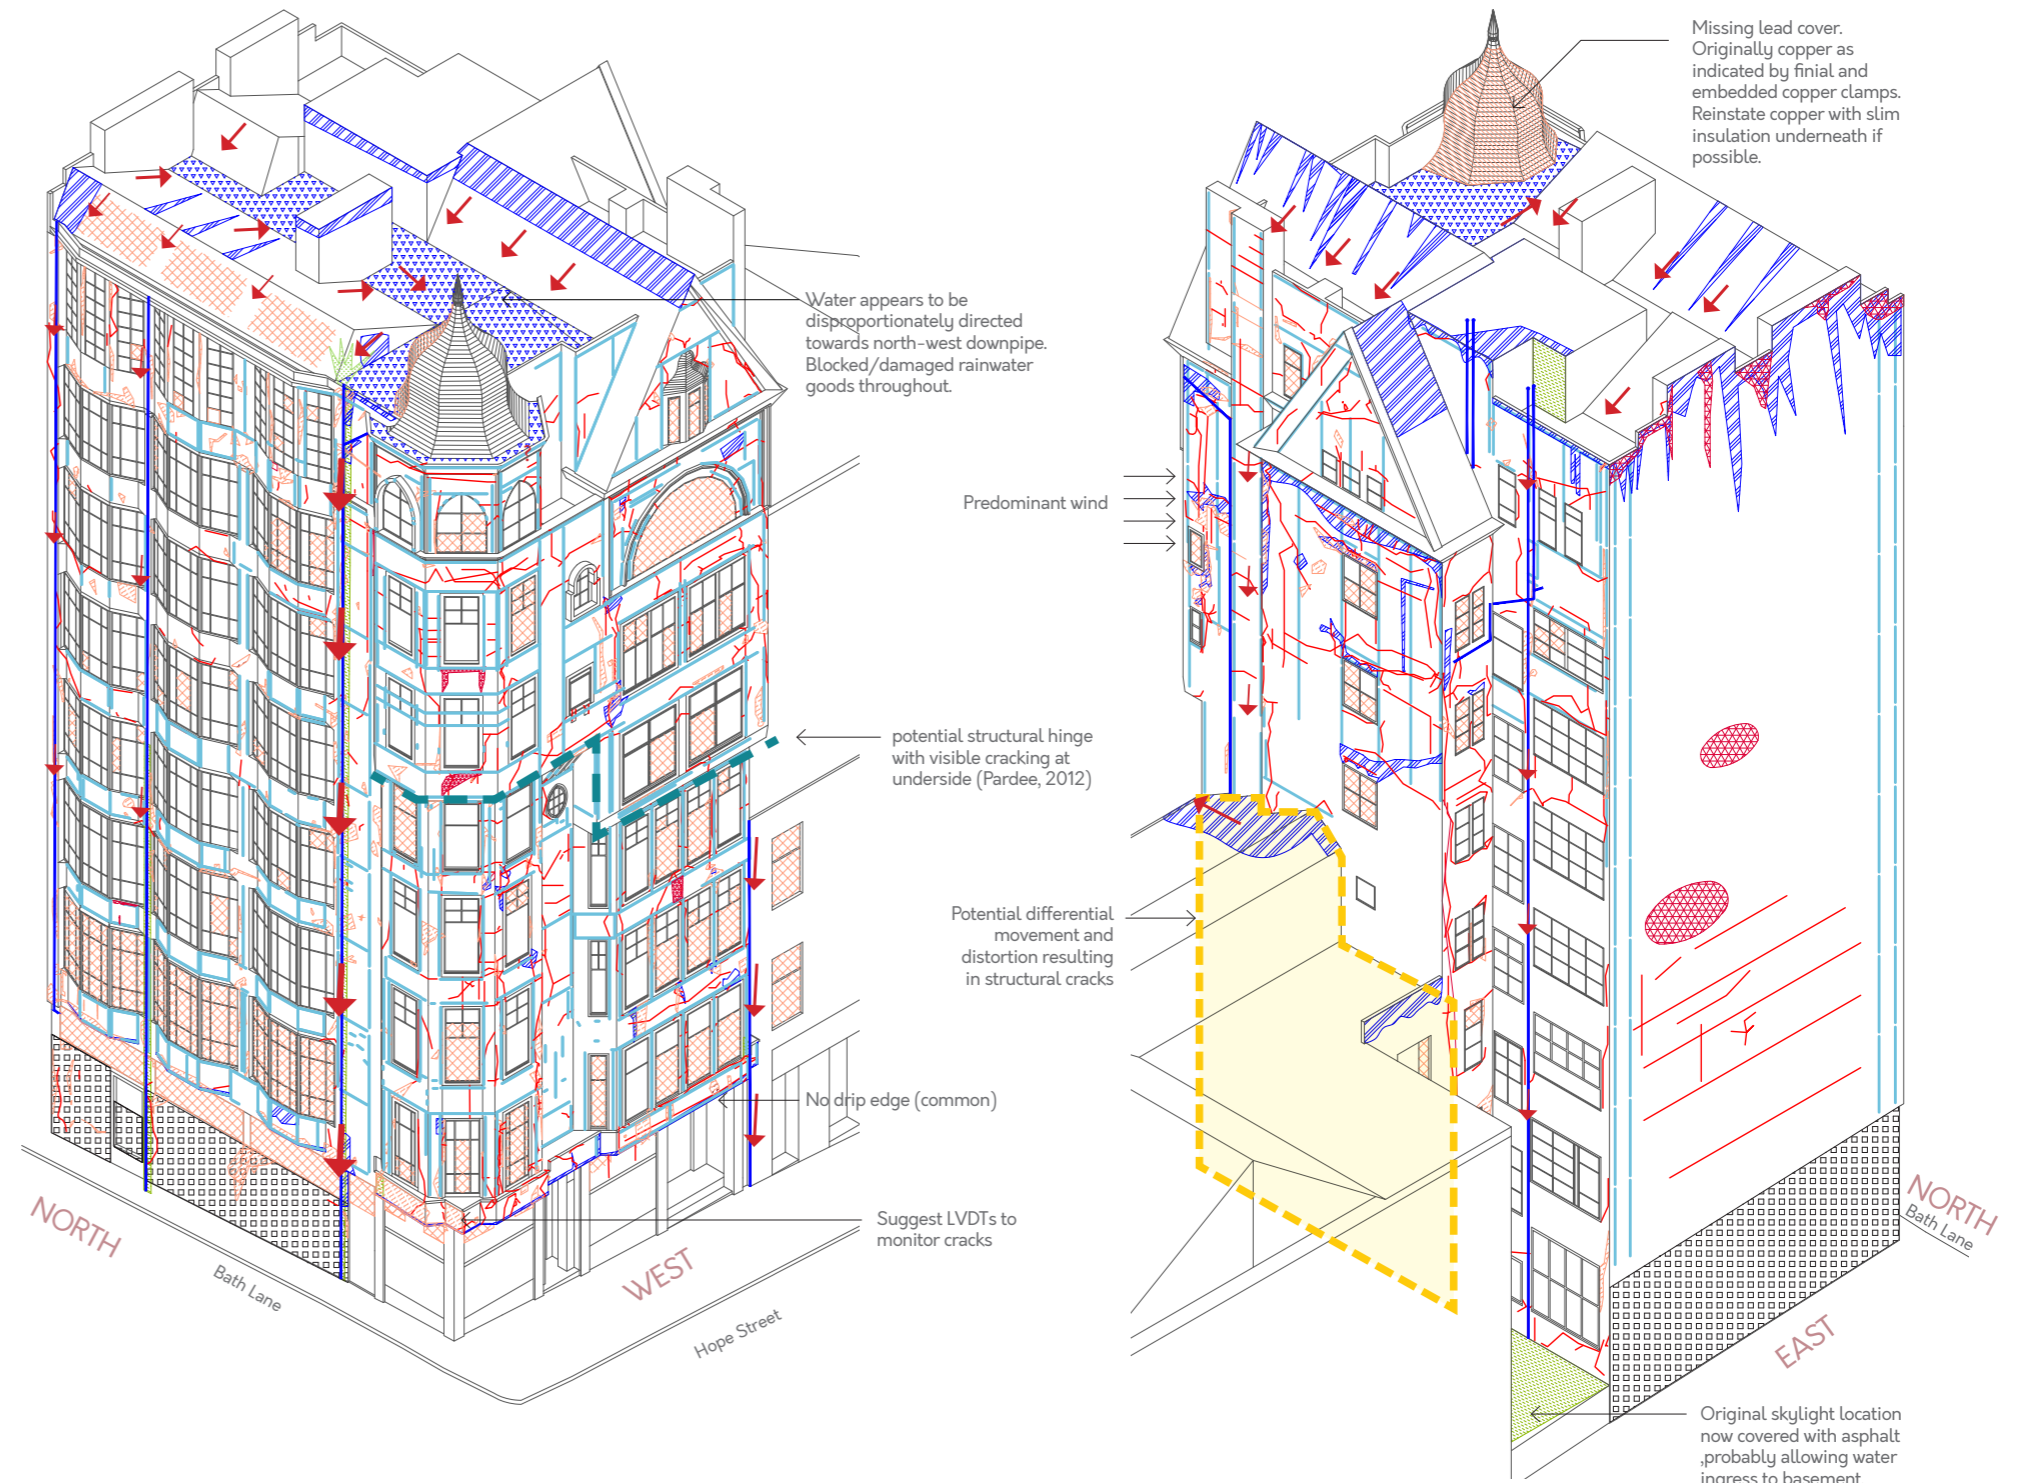 Missing lead cover.
Originally copper as
indicated by finial and
embedded copper clamps.
Reinstate copper with slim
insulation underneath if
possible.
Water appears to be
disproportionately directed
towards north-west downpipe.
Blocked/damaged rainwater
goods throughout.
Predominant wind
potential structural hinge
with visible cracking at
underside (Pardee, 2012)
Potential differential
movement and
distortion resulting
in structural cracks
No drip edge (common)
Suggest LVDTs to
monitor cracks
NORTH
Bath Lane
WEST
Hope Street
NORTH
Bath Lane
EAST
Original skylight location
now covered with asphalt
,probably allowing water
ingress to basement